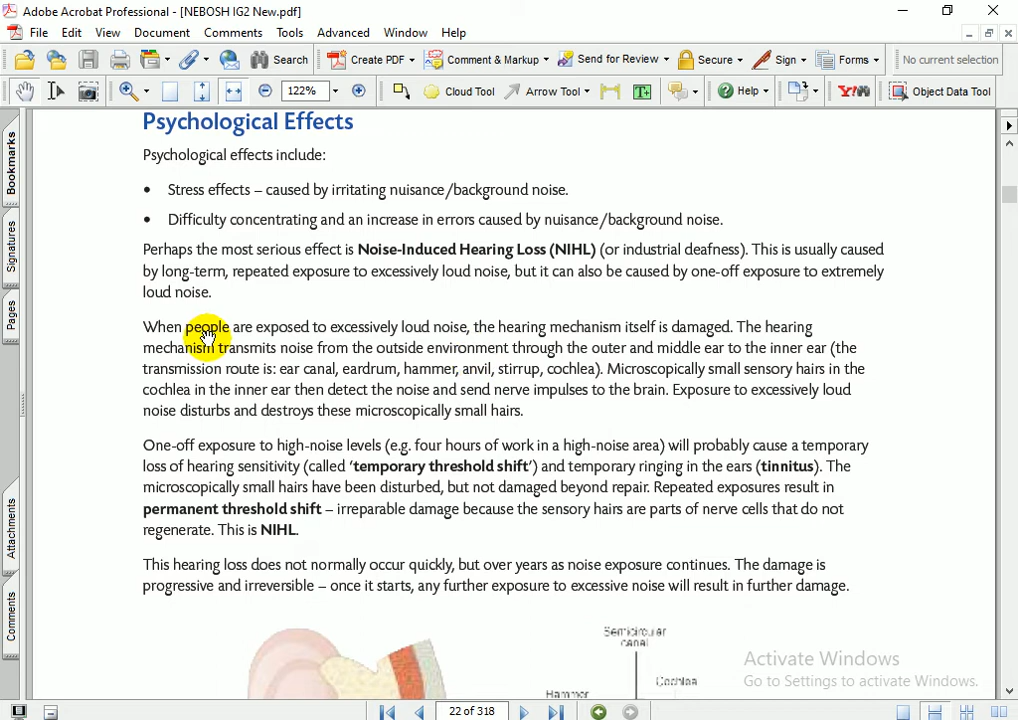 Adobe Acrobat Professional - [NEBOSH IG2 New.pdf]
File Edit View Document Comments Tools Advanced Window Help
Search Create PDF Comment & Markup Send for Review Secure Sign Forms No current selection
122% Cloud Tool Arrow Tool Help Y! Object Data Tool
Bookmarks
Signatures
Pages
Attachments
Comments
Psychological Effects
Psychological effects include:
• Stress effects – caused by irritating nuisance/background noise.
• Difficulty concentrating and an increase in errors caused by nuisance/background noise.
Perhaps the most serious effect is Noise-Induced Hearing Loss (NIHL) (or industrial deafness). This is usually caused
by long-term, repeated exposure to excessively loud noise, but it can also be caused by one-off exposure to extremely
loud noise.
When people are exposed to excessively loud noise, the hearing mechanism itself is damaged. The hearing
mechanism transmits noise from the outside environment through the outer and middle ear to the inner ear (the
transmission route is: ear canal, eardrum, hammer, anvil, stirrup, cochlea). Microscopically small sensory hairs in the
cochlea in the inner ear then detect the noise and send nerve impulses to the brain. Exposure to excessively loud
noise disturbs and destroys these microscopically small hairs.
One-off exposure to high-noise levels (e.g. four hours of work in a high-noise area) will probably cause a temporary
loss of hearing sensitivity (called 'temporary threshold shift') and temporary ringing in the ears (tinnitus). The
microscopically small hairs have been disturbed, but not damaged beyond repair. Repeated exposures result in
permanent threshold shift – irreparable damage because the sensory hairs are parts of nerve cells that do not
regenerate. This is NIHL.
This hearing loss does not normally occur quickly, but over years as noise exposure continues. The damage is
progressive and irreversible – once it starts, any further exposure to excessive noise will result in further damage.
Semicircular
canal
Cochlea
Hammer
Activate Windows
Go to Settings to activate Windows.
22 of 318